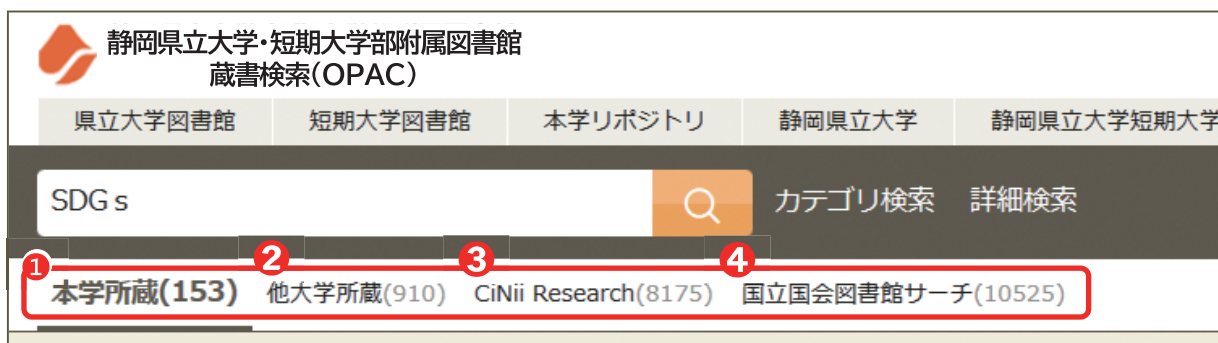 静岡県立大学・短期大学部附属図書館
蔵書検索(OPAC)
県立大学図書館 短期大学図書館 本学リポジトリ 静岡県立大学 静岡県立大学短期大学
SDGs カテゴリ検索 詳細検索
1 2 3 4
本学所蔵(153) 他大学所蔵(910) CiNii Research(8175) 国立国会図書館サーチ(10525)